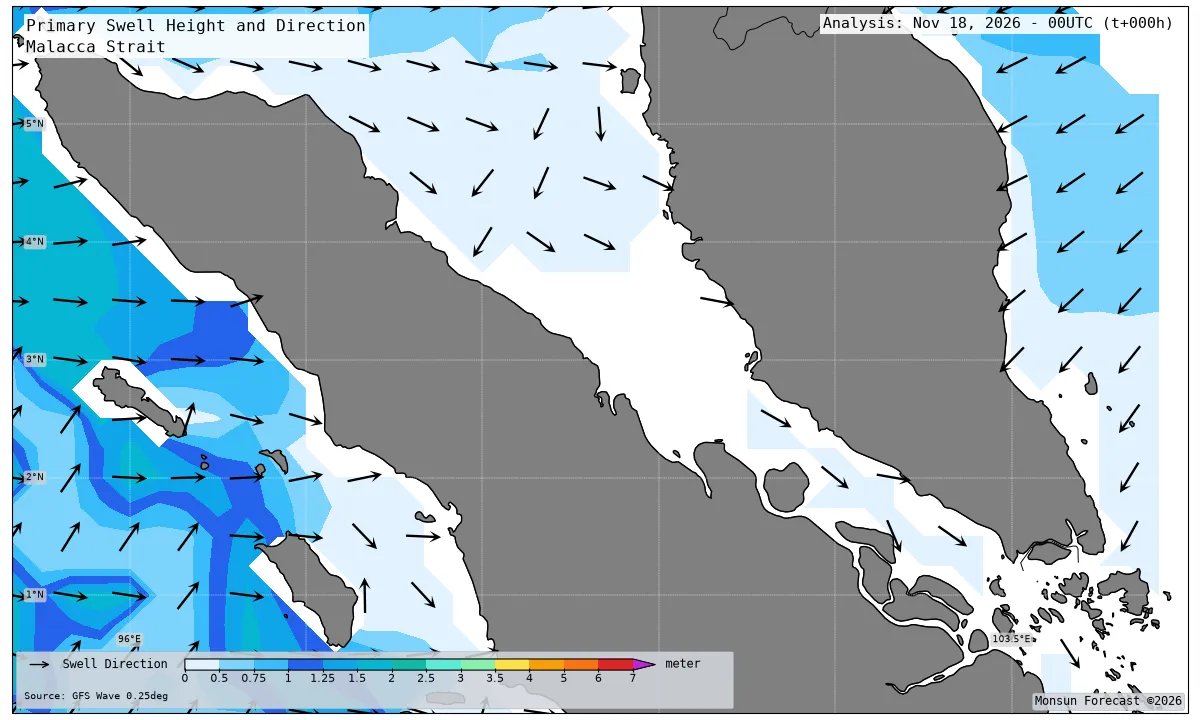 Primary Swell Height and Direction
Malacca Strait
Analysis: Nov 18, 2026 - 00UTC (t+000h)
5°N
4°N
3°N
2°N
1°N
96°E
103.5°E
Swell Direction
meter
0 0.5 0.75 1 1.25 1.5 2 2.5 3 3.5 4 5 6 7
Source: GFS Wave 0.25deg
Monsun Forecast ©2026